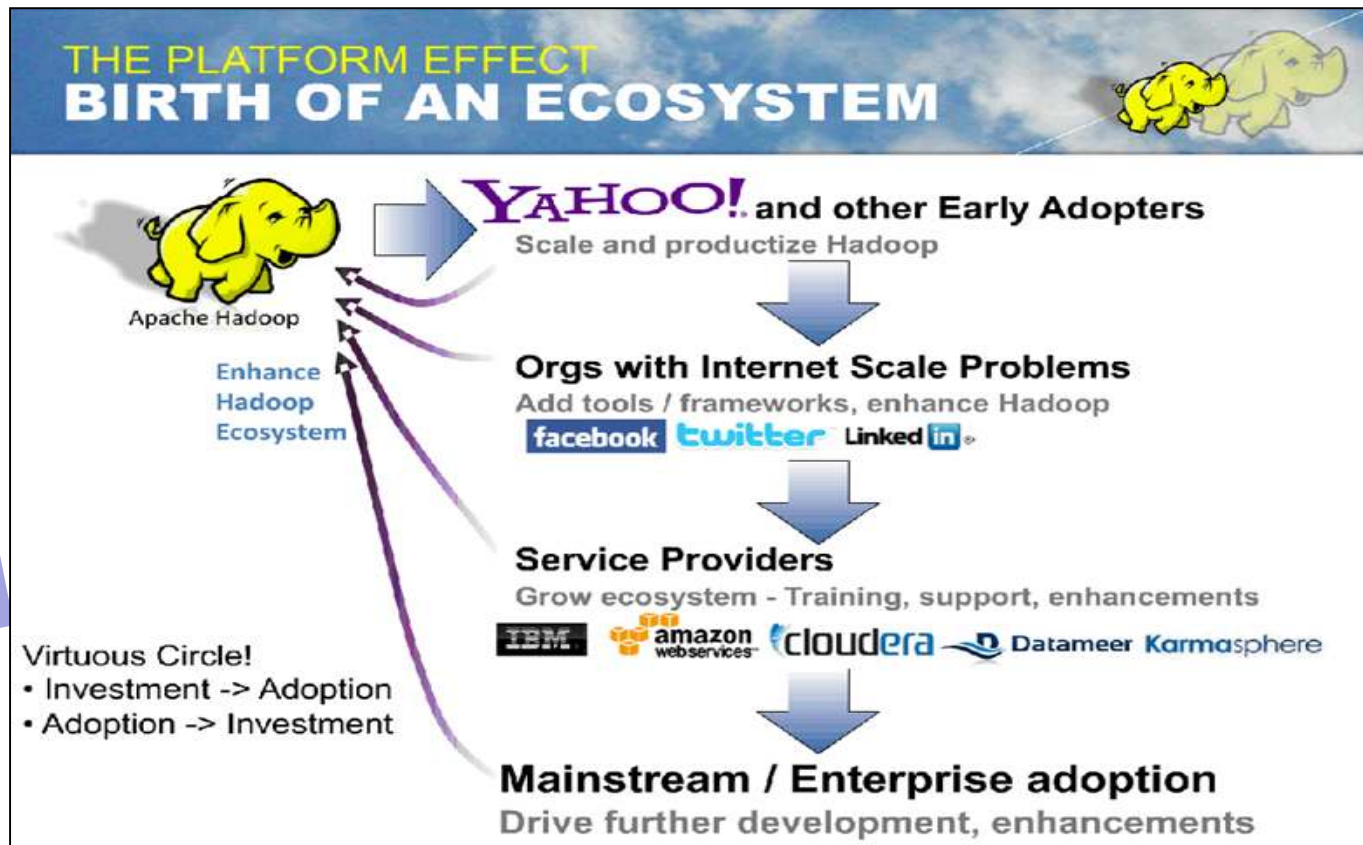 THE PLATFORM EFFECT
BIRTH OF AN ECOSYSTEM
YAHOO! and other Early Adopters
Scale and productize Hadoop
Apache Hadoop
Enhance
Hadoop
Ecosystem
Orgs with Internet Scale Problems
Add tools / frameworks, enhance Hadoop
facebook twitter Linked in ®
Service Providers
Grow ecosystem - Training, support, enhancements
IBM. amazon webservices™ cloudera Datameer Karmasphere
Virtuous Circle!
• Investment -> Adoption
• Adoption -> Investment
Mainstream / Enterprise adoption
Drive further development, enhancements